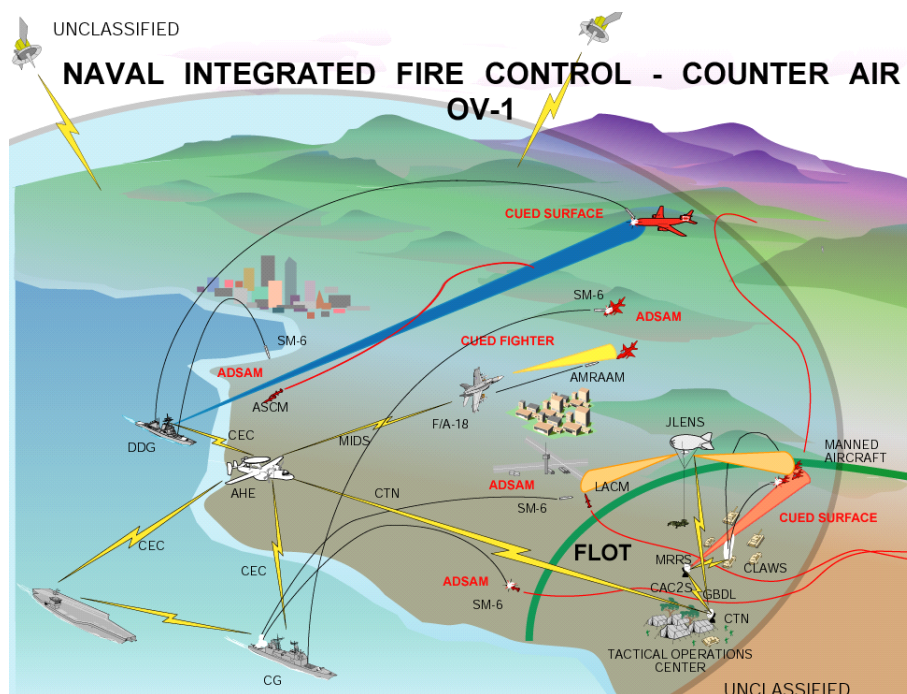 UNCLASSIFIED
NAVAL INTEGRATED FIRE CONTROL - COUNTER AIR
OV-1
CUED SURFACE
SM-6
ADSAM
SM-6
CUED FIGHTER
ADSAM
AMRAAM
ASCM
F/A-18
DDG
CEC
MIDS
JLENS
MANNED
AIRCRAFT
AHE
CTN
ADSAM
LACM
SM-6
CUED SURFACE
CEC
FLOT
MRRS
CLAWS
CEC
CAC2S
GBDL
ADSAM
SM-6
CTN
TACTICAL OPERATIONS
CENTER
CG
UNCLASSIFIED